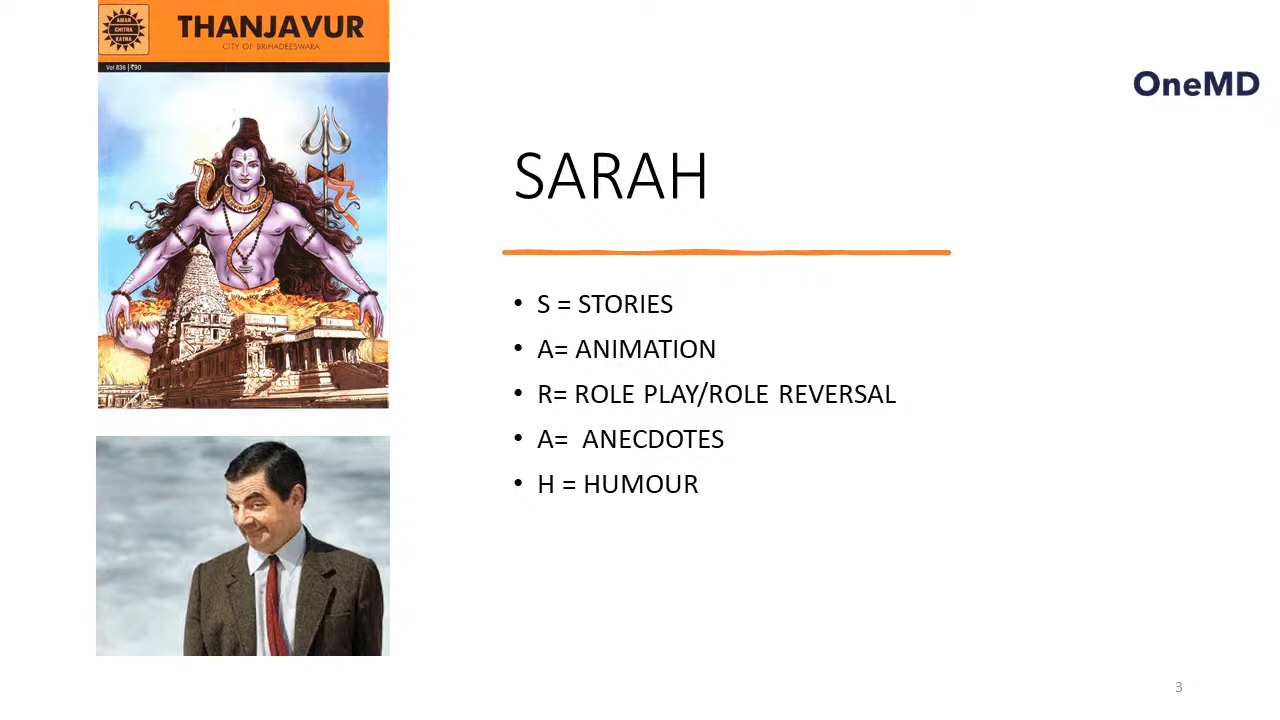 AMAR
CHITRA
KATHA
THANJAVUR
CITY OF BRIHADEESWARA
Vol 836 | ₹90
OneMD
SARAH
• S = STORIES
• A= ANIMATION
• R= ROLE PLAY/ROLE REVERSAL
• A= ANECDOTES
• H = HUMOUR
3